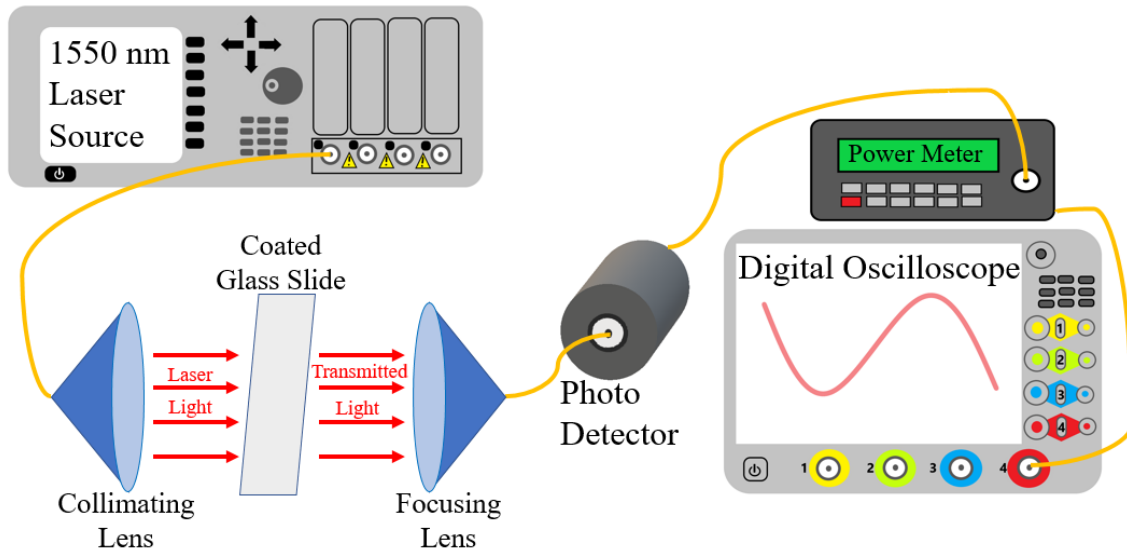 1550 nm
Laser
Source
Power Meter
Coated
Glass Slide
Digital Oscilloscope
Laser
Light
Transmitted
Light
Photo
Detector
Collimating
Lens
Focusing
Lens
1
2
3
4
1 2 3 4